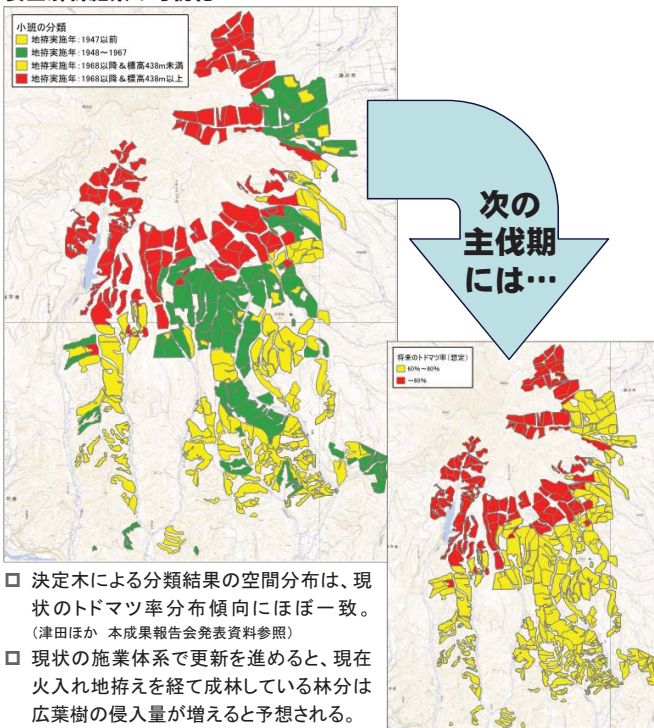 小班の分類
地拵実施年:1947以前
地拵実施年:1948～1967
地拵実施年:1968以降&標高438m未満
地拵実施年:1968以降&標高438m以上
次の
主伐期
には…
将来のトドマツ率(想定)
60%～80%
～60%
□ 決定木による分類結果の空間分布は、現
状のトドマツ率分布傾向にほぼ一致。
(津田ほか 本成果報告会発表資料参照)
□ 現状の施業体系で更新を進めると、現在
火入れ地拵えを経て成林している林分は
広葉樹の侵入量が増えると予想される。